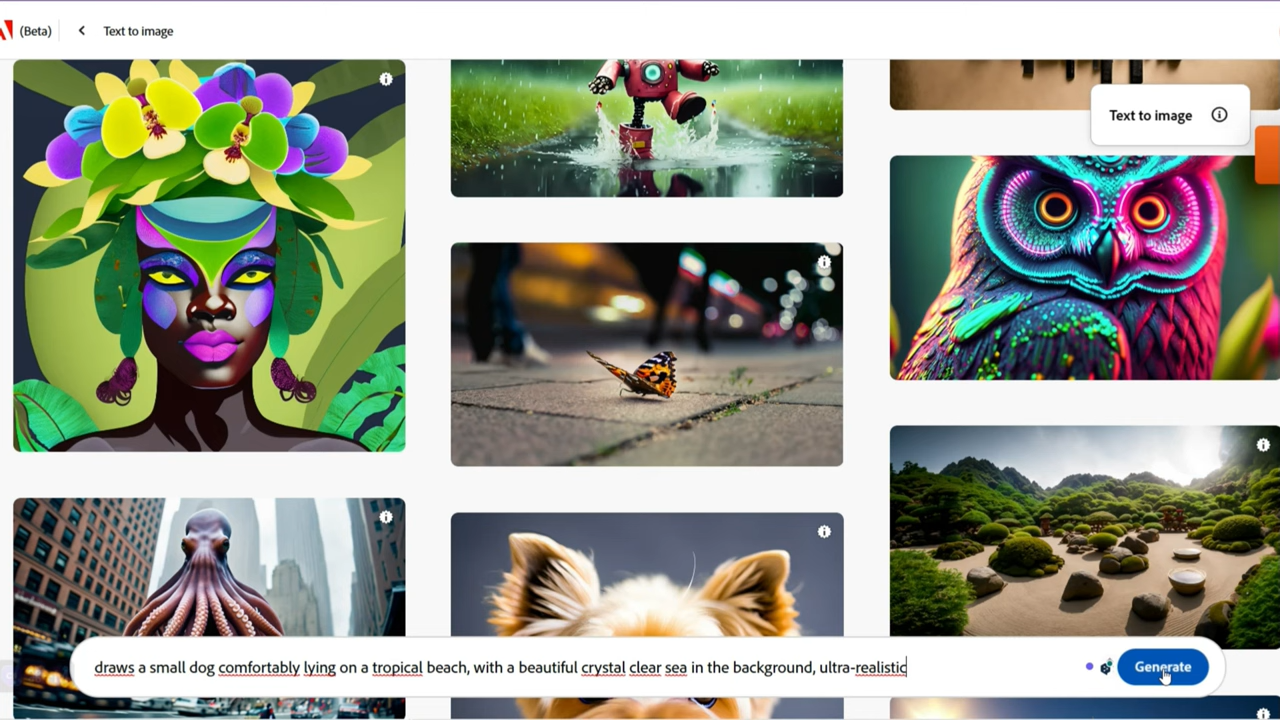 (Beta)
Text to image
Text to image
draws a small dog comfortably lying on a tropical beach, with a beautiful crystal clear sea in the background, ultra-realistic
Generate